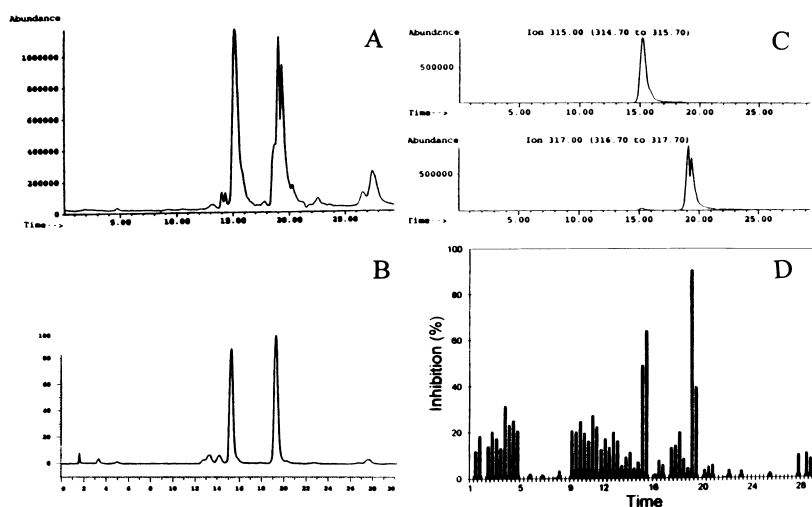 Abundance
A
1000000
800000
600000
400000
200000
0
Time--> 5.00 10.00 15.00 20.00 25.00
B
100
80
60
40
20
0
0 2 4 6 8 10 12 14 16 18 20 22 24 26 28 30
C
Abundance Ion 315.00 (314.70 to 315.70)
500000
Time--> 5.00 10.00 15.00 20.00 25.00
Abundance Ion 317.00 (316.70 to 317.70)
500000
Time--> 5.00 10.00 15.00 20.00 25.00
D
Inhibition (%)
100
80
60
40
20
0
1 5 9 12 16 20 24 28
Time